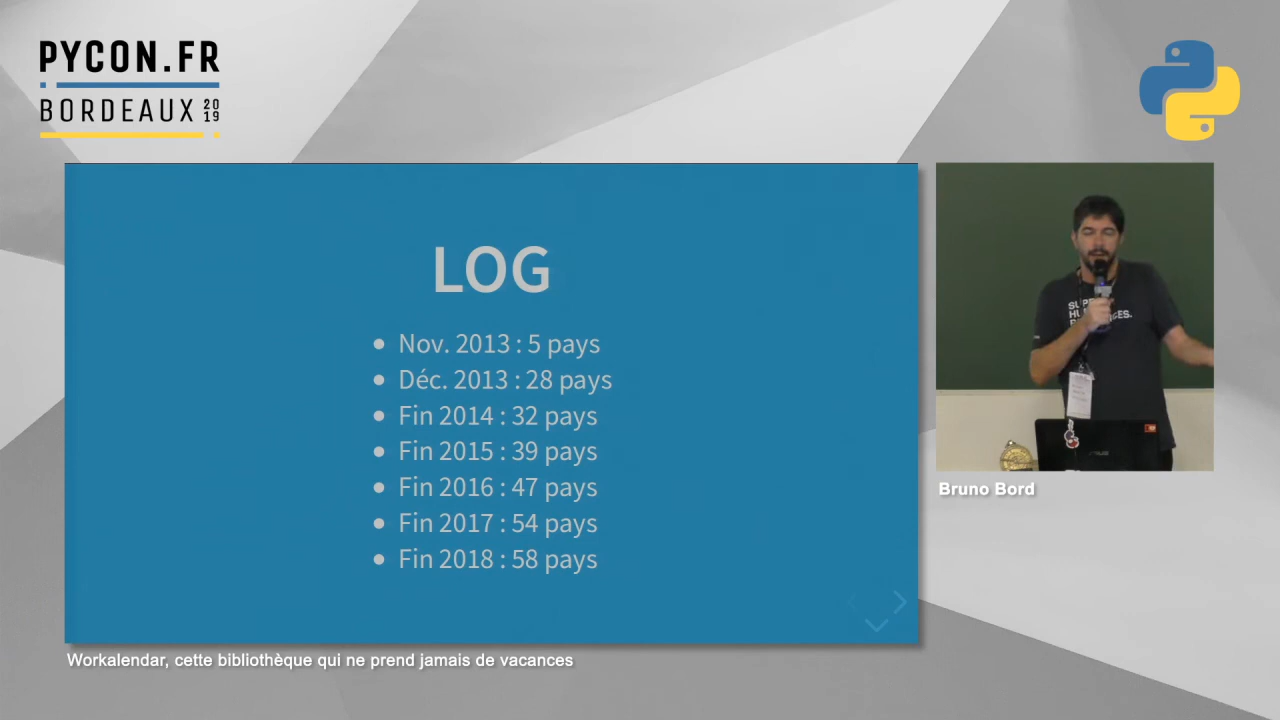 PYCON.FR
BORDEAUX 2019
LOG
Nov. 2013 : 5 pays
Déc. 2013 : 28 pays
Fin 2014 : 32 pays
Fin 2015 : 39 pays
Fin 2016 : 47 pays
Fin 2017 : 54 pays
Fin 2018 : 58 pays
Bruno Bord
Workalendar, cette bibliothèque qui ne prend jamais de vacances